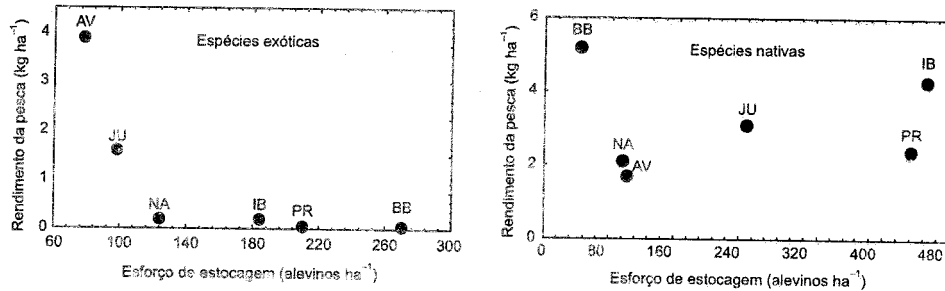 Espécies exóticas
Rendimento da pesca (kg ha⁻¹)
4
3
2
1
0
AV
JU
NA
IB
PR
BB
60
100
140
180
220
260
300
Esforço de estocagem (alevinos ha⁻¹)
Espécies nativas
Rendimento da pesca (kg ha⁻¹)
6
4
2
0
BB
NA
AV
JU
IB
PR
0
80
160
240
320
400
480
Esforço de estocagem (alevinos ha⁻¹)